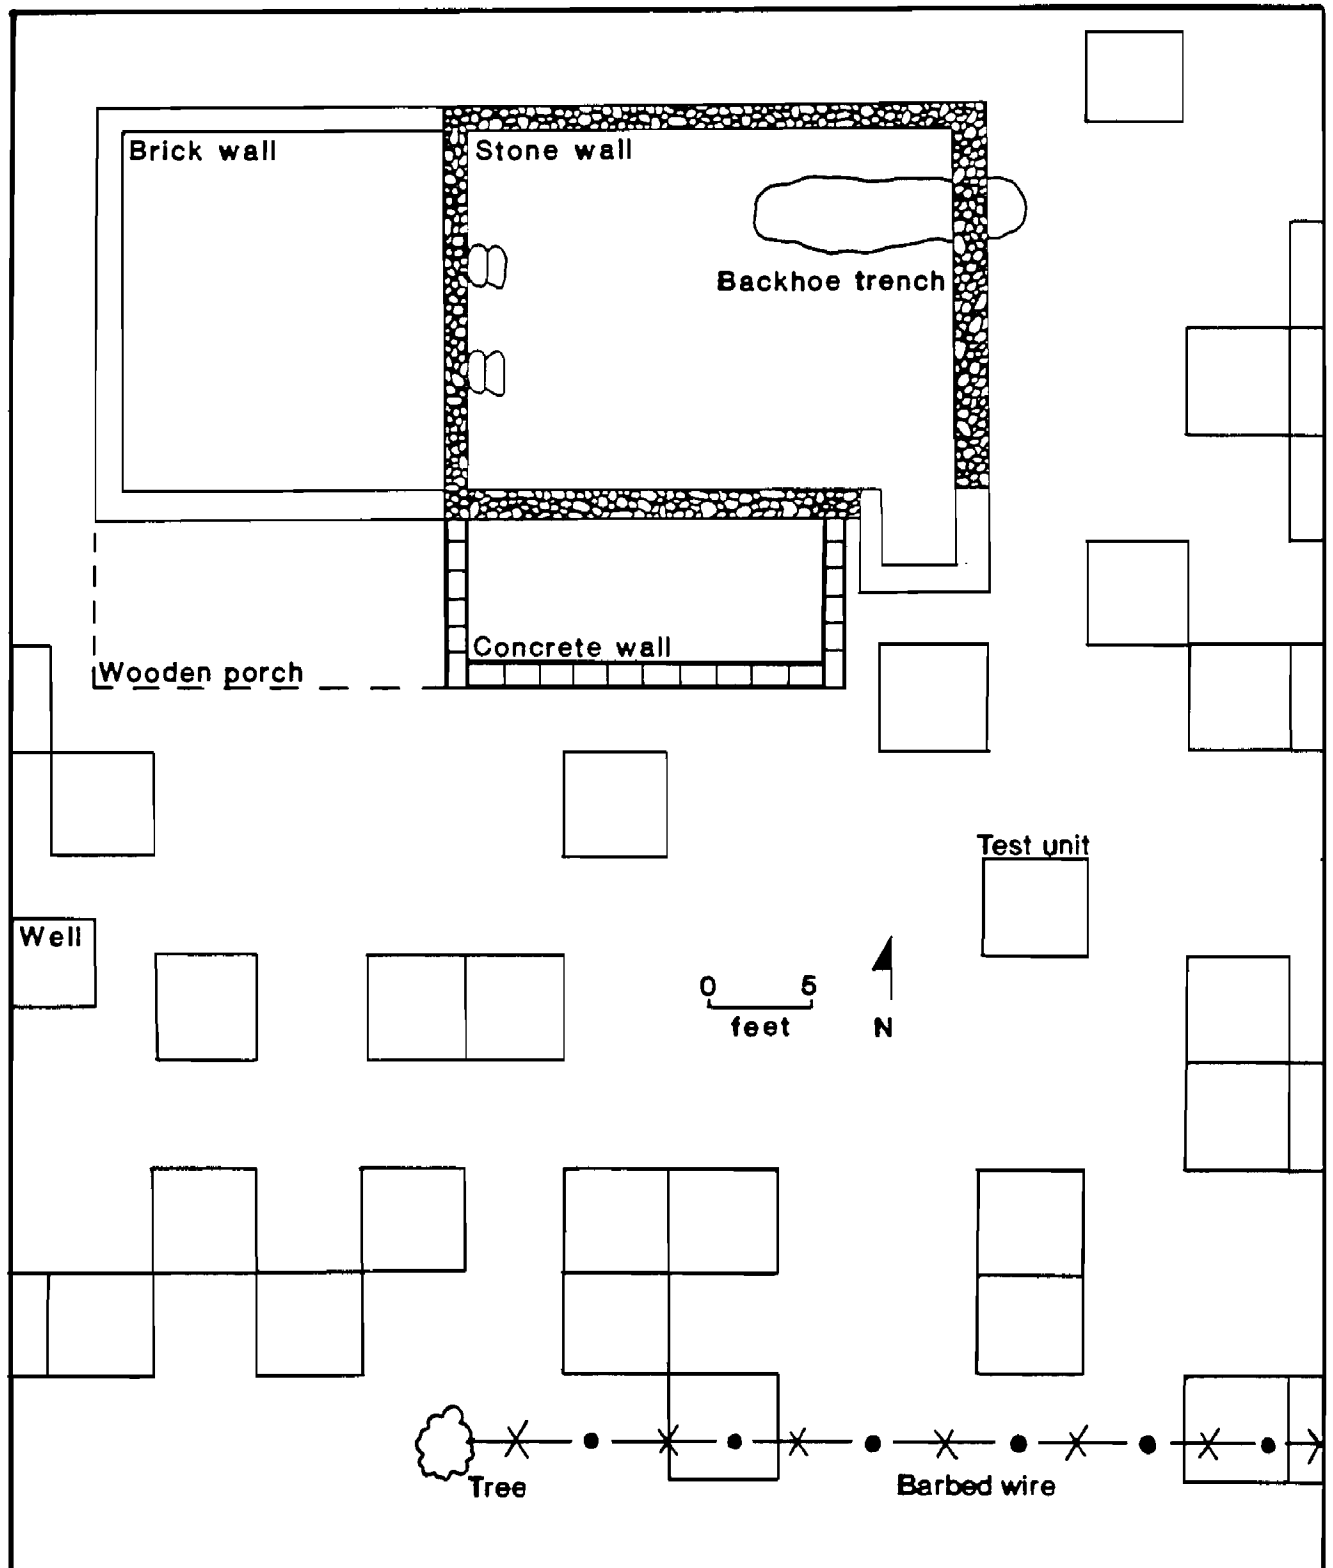 Brick wall
Stone wall
Backhoe trench
Concrete wall
Wooden porch
Test unit
Well
0 5
feet
N
Tree
Barbed wire